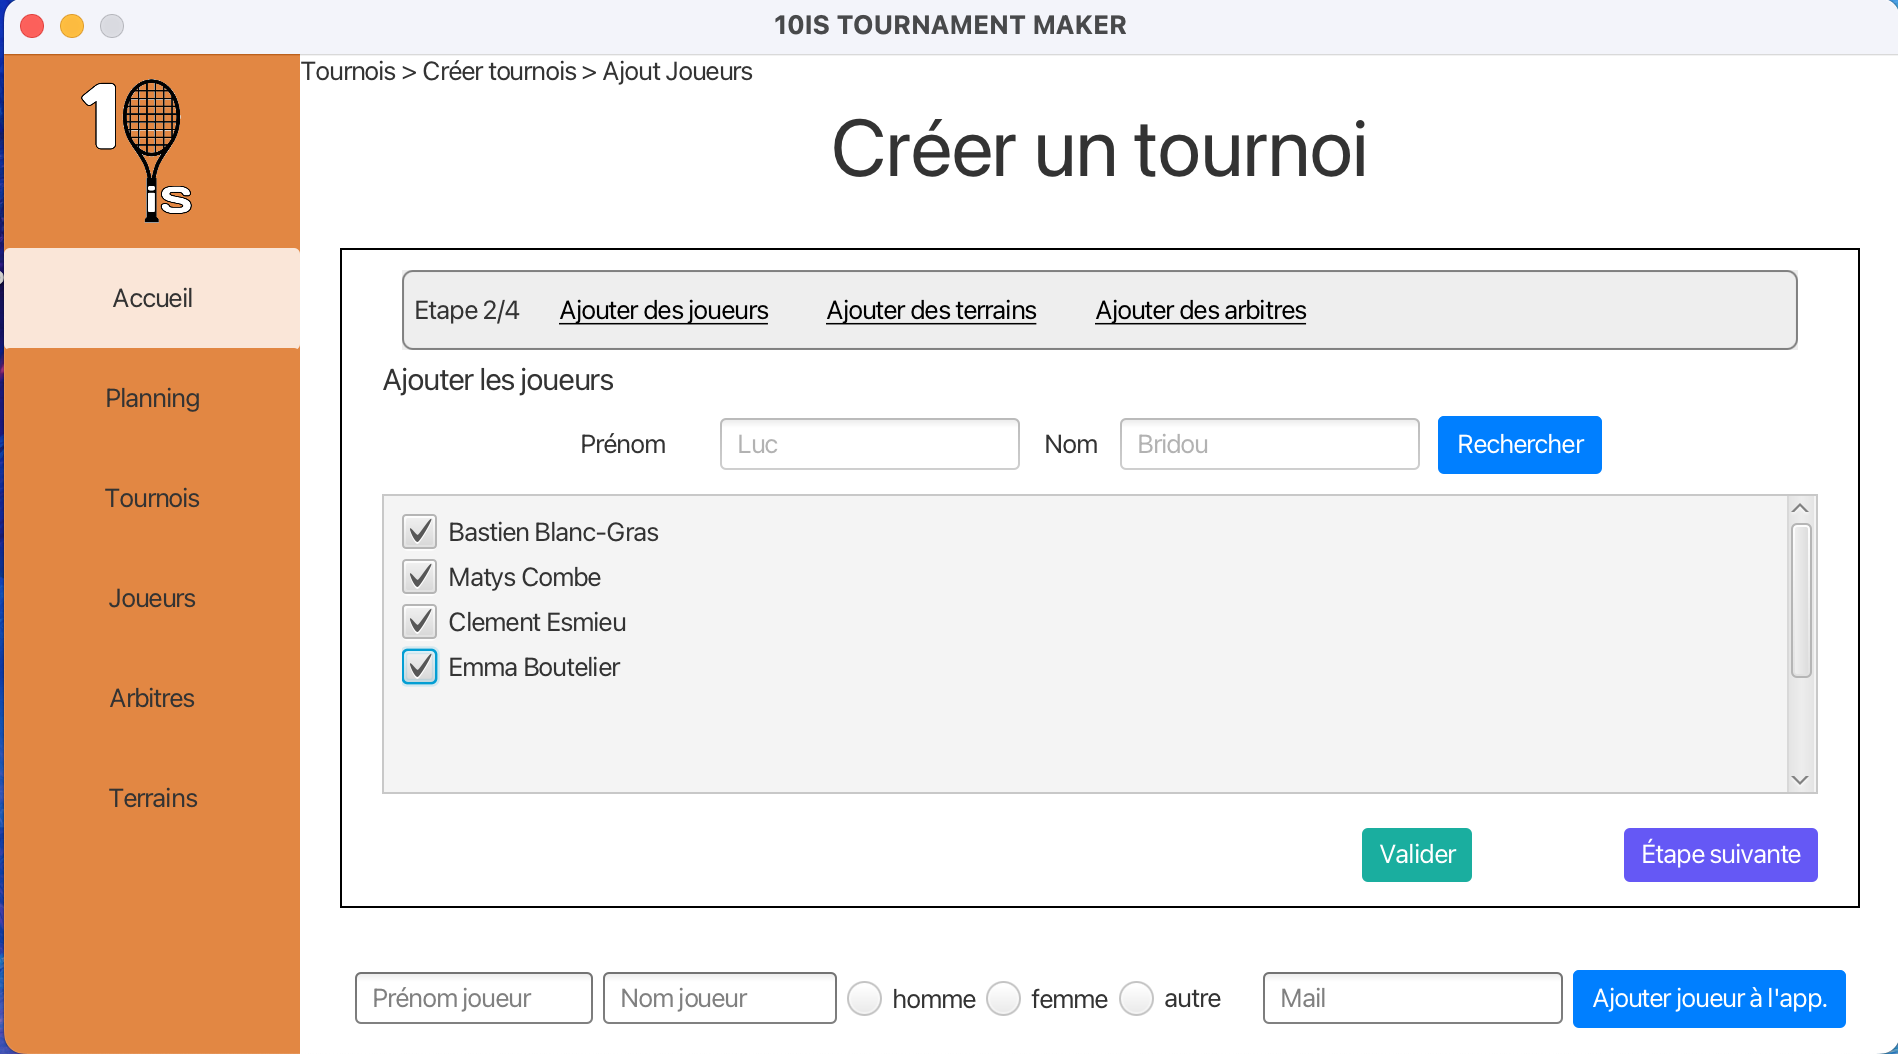 10IS TOURNAMENT MAKER
10is
Tournois > Créer tournois > Ajout Joueurs
Créer un tournoi
Accueil
Planning
Tournois
Joueurs
Arbitres
Terrains
Etape 2/4 Ajouter des joueurs Ajouter des terrains Ajouter des arbitres
Ajouter les joueurs
Prénom Luc Nom Bridou Rechercher
Bastien Blanc-Gras
Matys Combe
Clement Esmieu
Emma Boutelier
Valider Étape suivante
Prénom joueur Nom joueur homme femme autre Mail Ajouter joueur à l'app.